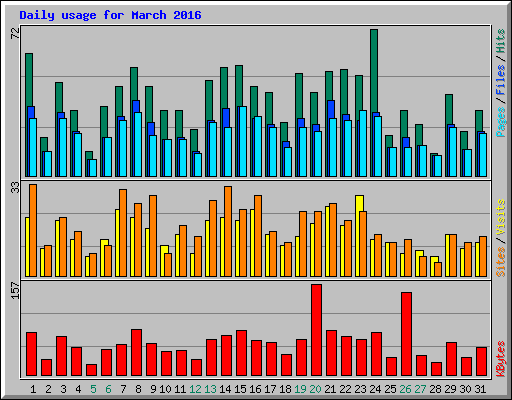 Daily usage for March 2016
72
Pages / Files / Hits
33
Sites / Visits
157
KBytes
1 2 3 4 5 6 7 8 9 10 11 12 13 14 15 16 17 18 19 20 21 22 23 24 25 26 27 28 29 30 31